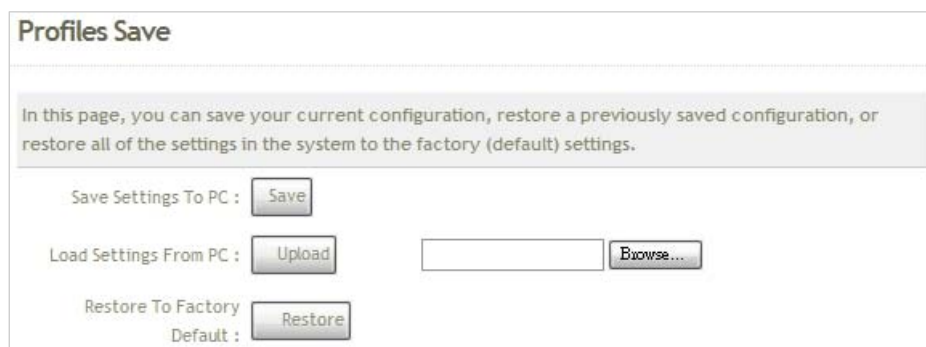 Profiles Save
In this page, you can save your current configuration, restore a previously saved configuration, or
restore all of the settings in the system to the factory (default) settings.
Save Settings To PC : Save
Load Settings From PC : Upload Browse...
Restore To Factory
Default : Restore